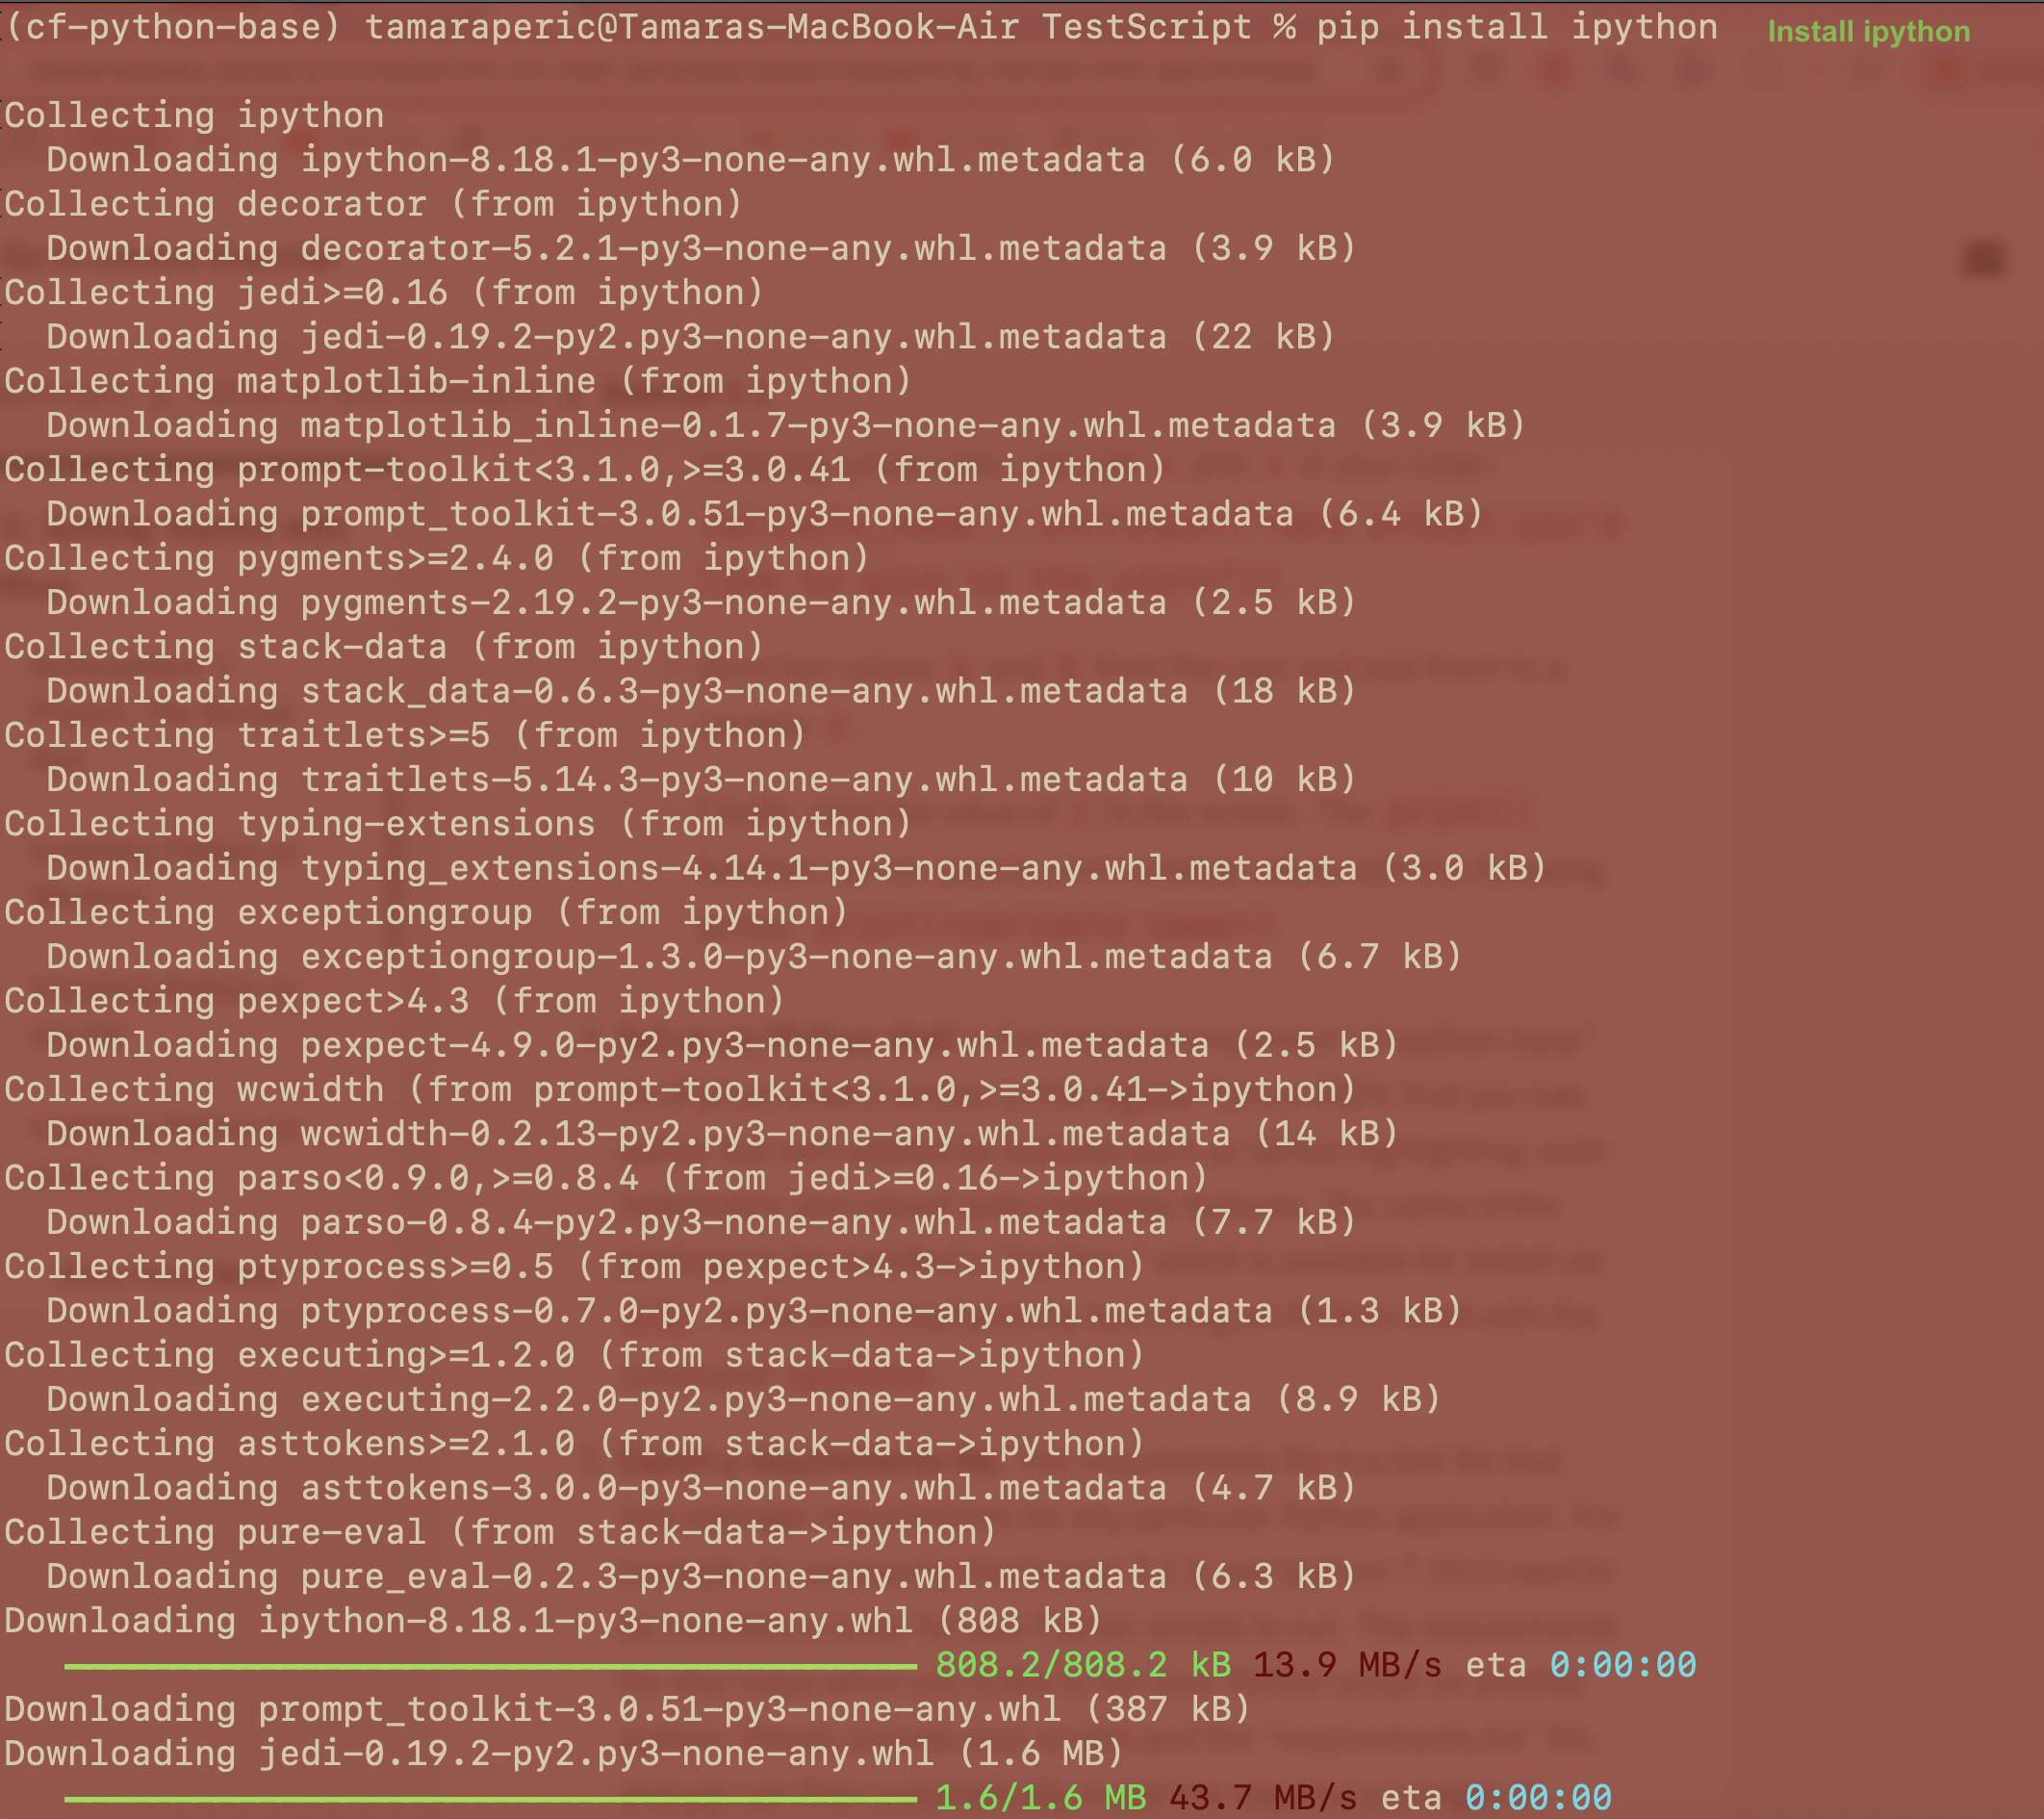 (cf-python-base) tamaraperic@Tamaras-MacBook-Air TestScript % pip install ipython Install ipython
Collecting ipython
  Downloading ipython-8.18.1-py3-none-any.whl.metadata (6.0 kB)
Collecting decorator (from ipython)
  Downloading decorator-5.2.1-py3-none-any.whl.metadata (3.9 kB)
Collecting jedi>=0.16 (from ipython)
  Downloading jedi-0.19.2-py2.py3-none-any.whl.metadata (22 kB)
Collecting matplotlib-inline (from ipython)
  Downloading matplotlib_inline-0.1.7-py3-none-any.whl.metadata (3.9 kB)
Collecting prompt-toolkit<3.1.0,>=3.0.41 (from ipython)
  Downloading prompt_toolkit-3.0.51-py3-none-any.whl.metadata (6.4 kB)
Collecting pygments>=2.4.0 (from ipython)
  Downloading pygments-2.19.2-py3-none-any.whl.metadata (2.5 kB)
Collecting stack-data (from ipython)
  Downloading stack_data-0.6.3-py3-none-any.whl.metadata (18 kB)
Collecting traitlets>=5 (from ipython)
  Downloading traitlets-5.14.3-py3-none-any.whl.metadata (10 kB)
Collecting typing-extensions (from ipython)
  Downloading typing_extensions-4.14.1-py3-none-any.whl.metadata (3.0 kB)
Collecting exceptiongroup (from ipython)
  Downloading exceptiongroup-1.3.0-py3-none-any.whl.metadata (6.7 kB)
Collecting pexpect>4.3 (from ipython)
  Downloading pexpect-4.9.0-py2.py3-none-any.whl.metadata (2.5 kB)
Collecting wcwidth (from prompt-toolkit<3.1.0,>=3.0.41->ipython)
  Downloading wcwidth-0.2.13-py2.py3-none-any.whl.metadata (14 kB)
Collecting parso<0.9.0,>=0.8.4 (from jedi>=0.16->ipython)
  Downloading parso-0.8.4-py2.py3-none-any.whl.metadata (7.7 kB)
Collecting ptyprocess>=0.5 (from pexpect>4.3->ipython)
  Downloading ptyprocess-0.7.0-py2.py3-none-any.whl.metadata (1.3 kB)
Collecting executing>=1.2.0 (from stack-data->ipython)
  Downloading executing-2.2.0-py2.py3-none-any.whl.metadata (8.9 kB)
Collecting asttokens>=2.1.0 (from stack-data->ipython)
  Downloading asttokens-3.0.0-py3-none-any.whl.metadata (4.7 kB)
Collecting pure-eval (from stack-data->ipython)
  Downloading pure_eval-0.2.3-py3-none-any.whl.metadata (6.3 kB)
Downloading ipython-8.18.1-py3-none-any.whl (808 kB)
808.2/808.2 kB 13.9 MB/s eta 0:00:00
Downloading prompt_toolkit-3.0.51-py3-none-any.whl (387 kB)
Downloading jedi-0.19.2-py2.py3-none-any.whl (1.6 MB)
1.6/1.6 MB 43.7 MB/s eta 0:00:00